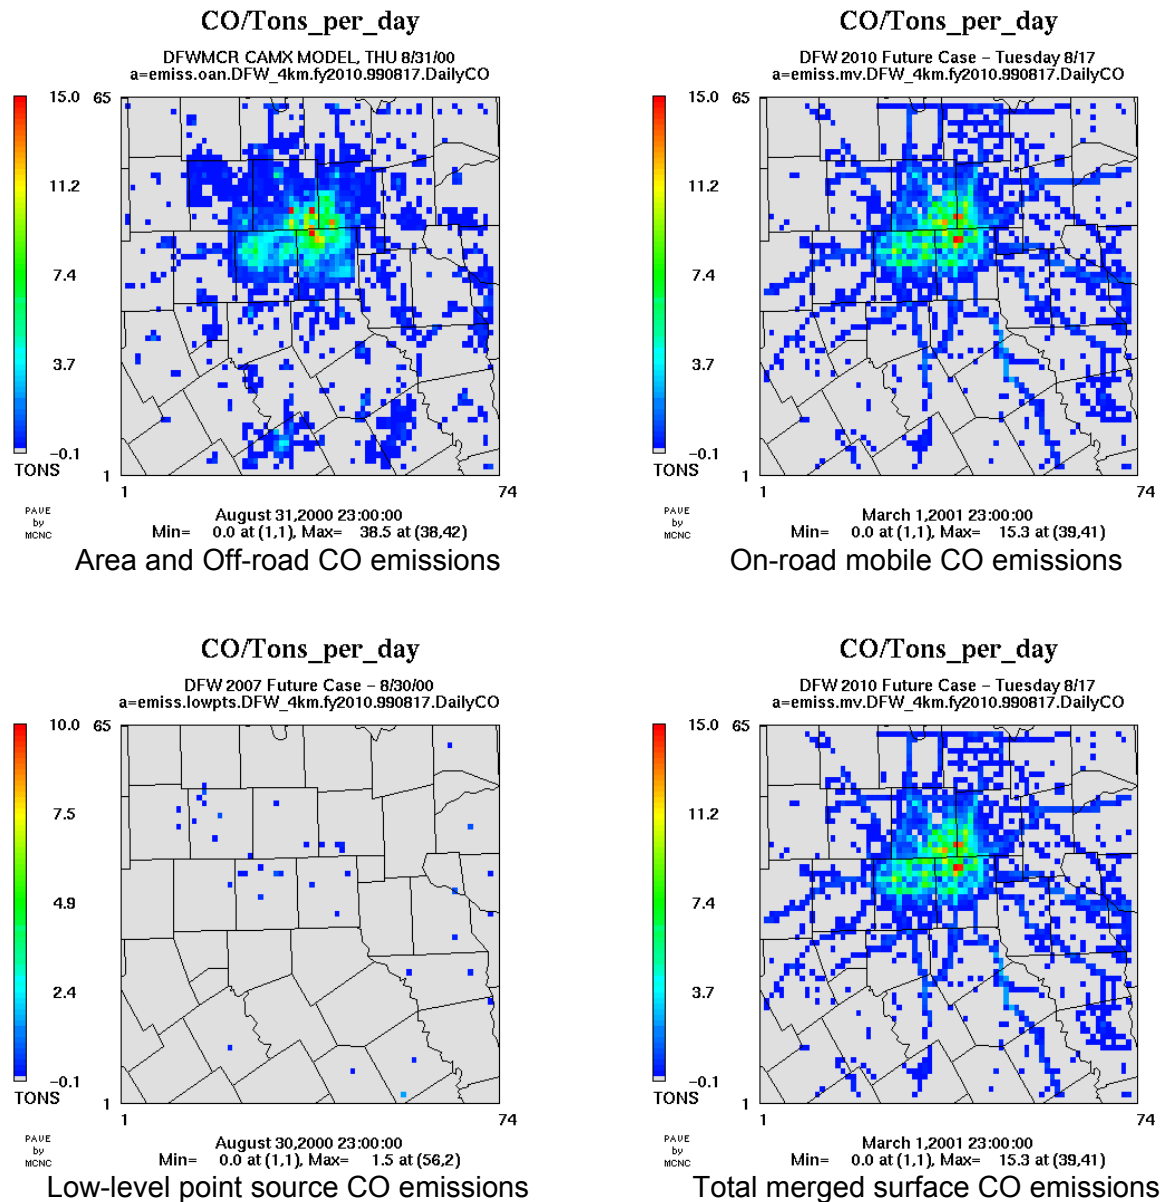 CO/Tons_per_day
DFWMCR CAMX MODEL, THU 8/31/00
a=emiss.oan.DFW_4km.fy2010.990817.DailyCO
15.0
11.2
7.4
3.7
−0.1
TONS
65
1
1
74
PAVE
by
MCNC
August 31,2000 23:00:00
Min= 0.0 at (1,1), Max= 38.5 at (38,42)
Area and Off-road CO emissions
CO/Tons_per_day
DFW 2010 Future Case − Tuesday 8/17
a=emiss.mv.DFW_4km.fy2010.990817.DailyCO
15.0
11.2
7.4
3.7
−0.1
TONS
65
1
1
74
PAVE
by
MCNC
March 1,2001 23:00:00
Min= 0.0 at (1,1), Max= 15.3 at (39,41)
On-road mobile CO emissions
CO/Tons_per_day
DFW 2007 Future Case − 8/30/00
a=emiss.lowpts.DFW_4km.fy2010.990817.DailyCO
10.0
7.5
4.9
2.4
−0.1
TONS
65
1
1
74
PAVE
by
MCNC
August 30,2000 23:00:00
Min= 0.0 at (1,1), Max= 1.5 at (56,2)
Low-level point source CO emissions
CO/Tons_per_day
DFW 2010 Future Case − Tuesday 8/17
a=emiss.mv.DFW_4km.fy2010.990817.DailyCO
15.0
11.2
7.4
3.7
−0.1
TONS
65
1
1
74
PAVE
by
MCNC
March 1,2001 23:00:00
Min= 0.0 at (1,1), Max= 15.3 at (39,41)
Total merged surface CO emissions